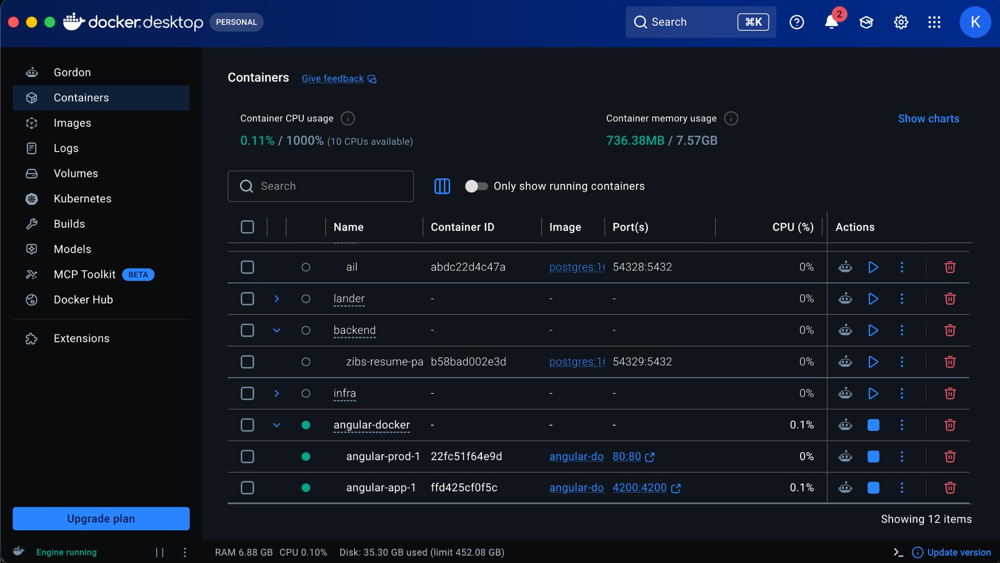 docker desktop PERSONAL Search ⌘K 2 K
Gordon
Containers
Images
Logs
Volumes
Kubernetes
Builds
Models
MCP Toolkit BETA
Docker Hub
Extensions
Upgrade plan
Containers Give feedback
Container CPU usage
0.11% / 1000% (10 CPUs available)
Container memory usage
736.38MB / 7.57GB
Show charts
Search
Only show running containers
Name Container ID Image Port(s) CPU (%) Actions
ail abdc22d4c47a postgres:16 54328:5432 0%
lander - - - 0%
backend - - - 0%
zibs-resume-pa b58bad002e3d postgres:16 54329:5432 0%
infra - - - 0%
angular-docker - - - 0.1%
angular-prod-1 22fc51f64e9d angular-do 80:80 0%
angular-app-1 ffd425cf0f5c angular-do 4200:4200 0.1%
Showing 12 items
Engine running RAM 6.88 GB CPU 0.10% Disk: 35.30 GB used (limit 452.08 GB) >_ Update version